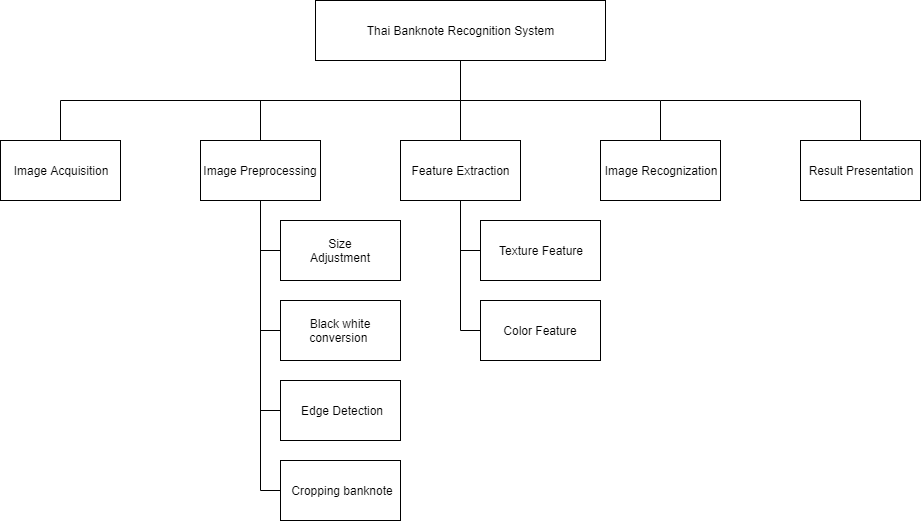 Thai Banknote Recognition System
Image Acquisition
Image Preprocessing
Feature Extraction
Image Recognization
Result Presentation
Size
Adjustment
Black white
conversion
Edge Detection
Cropping banknote
Texture Feature
Color Feature